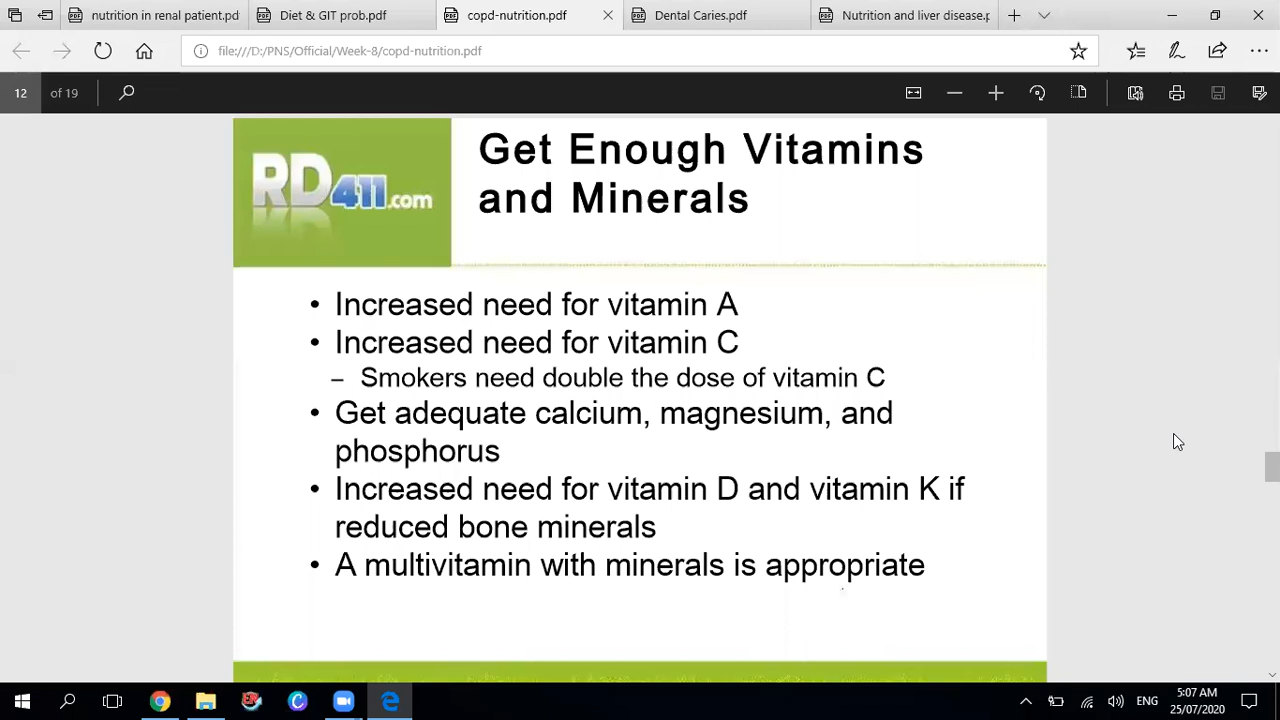 nutrition in renal patient.pd
Diet & GIT prob.pdf
copd-nutrition.pdf
Dental Caries.pdf
Nutrition and liver disease.p
file:///D:/PNS/Official/Week-8/copd-nutrition.pdf
12 of 19
RD411.com
Get Enough Vitamins
and Minerals
• Increased need for vitamin A
• Increased need for vitamin C
– Smokers need double the dose of vitamin C
• Get adequate calcium, magnesium, and
phosphorus
• Increased need for vitamin D and vitamin K if
reduced bone minerals
• A multivitamin with minerals is appropriate
ENG
5:07 AM
25/07/2020